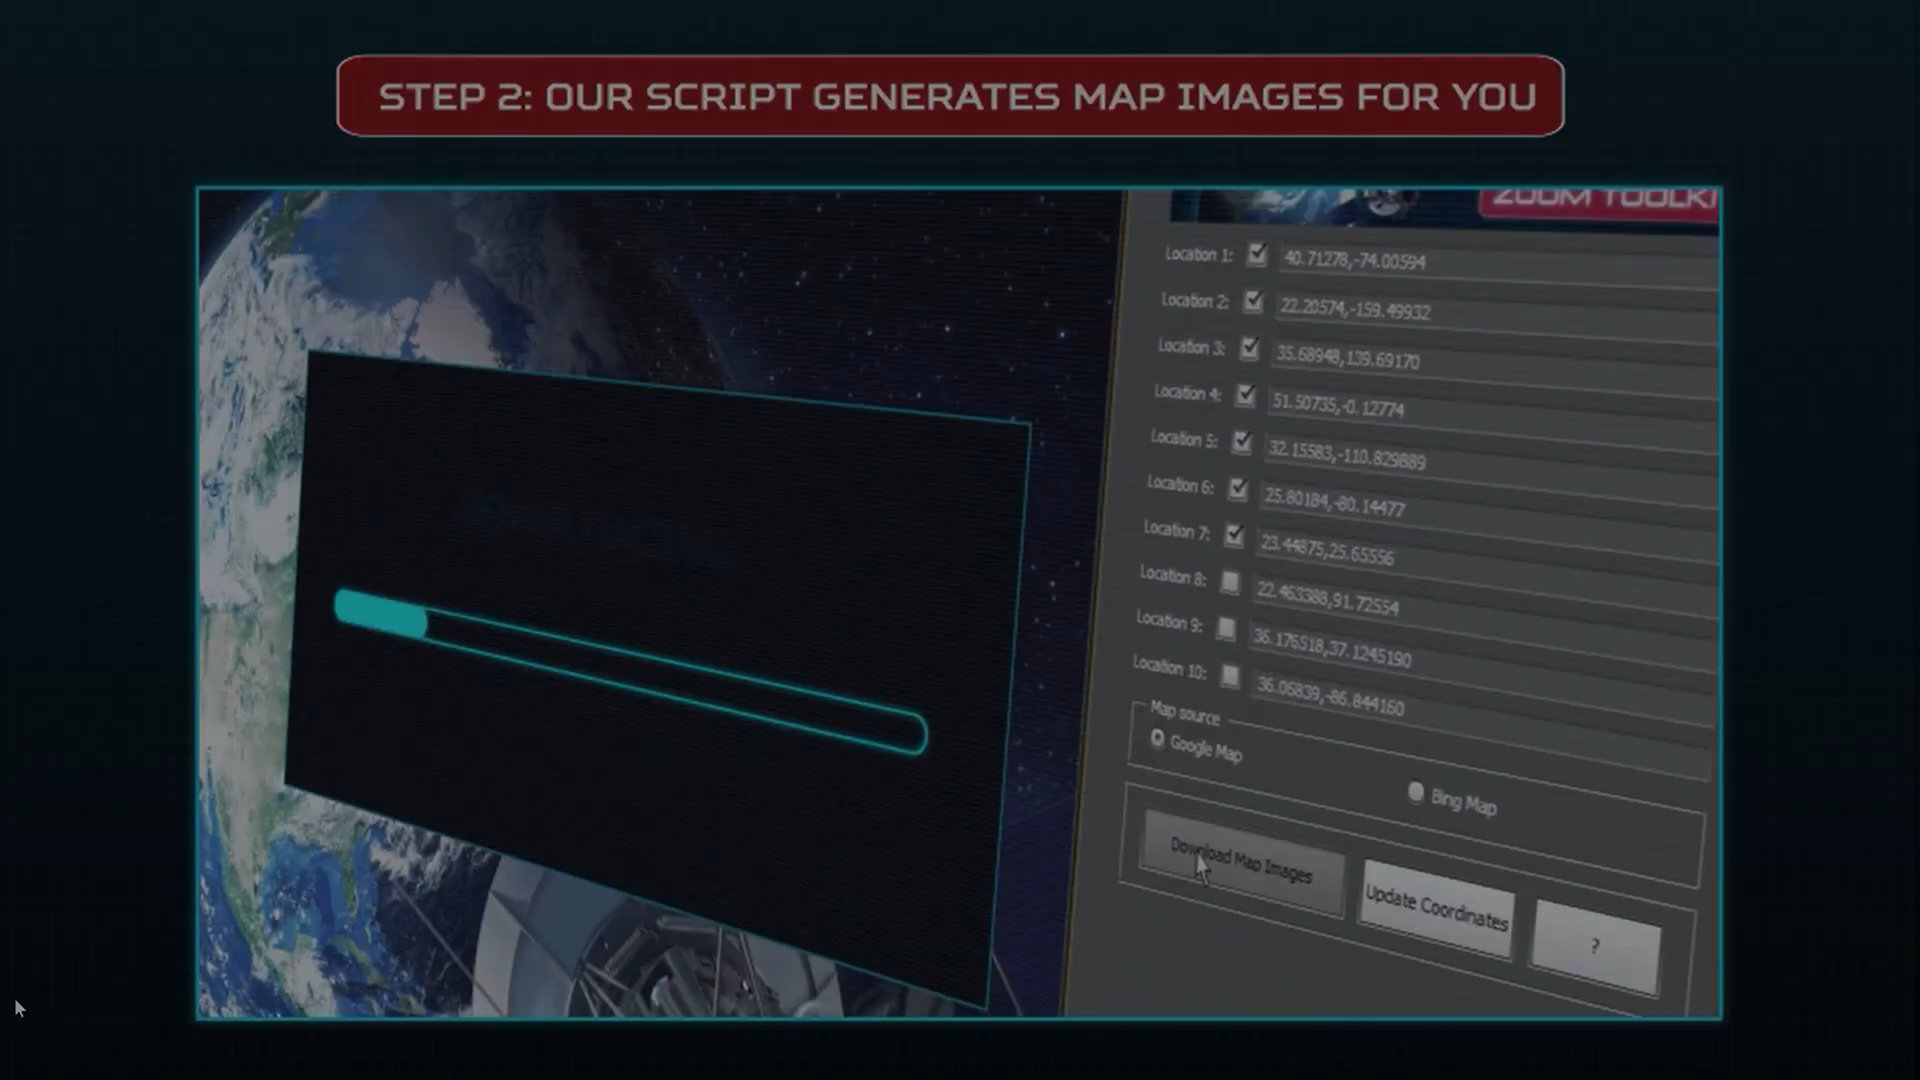 STEP 2: OUR SCRIPT GENERATES MAP IMAGES FOR YOU
ZOOM
Location 1: 40.71278,-74.00594
Location 2: 22.20574,-159.49932
Location 3: 35.68948,139.69170
Location 4: 51.50735,-0.12774
Location 5: 32.15583,-110.829889
Location 6: 25.80184,-80.14477
Location 7: 23.44875,25.65556
Location 8: 22.463388,91.72554
Location 9: 36.176518,37.1245190
Location 10: 36.06839,-86.844160
Map source
Google Map
Bing Map
Download Map Images
Update Coordinates
?